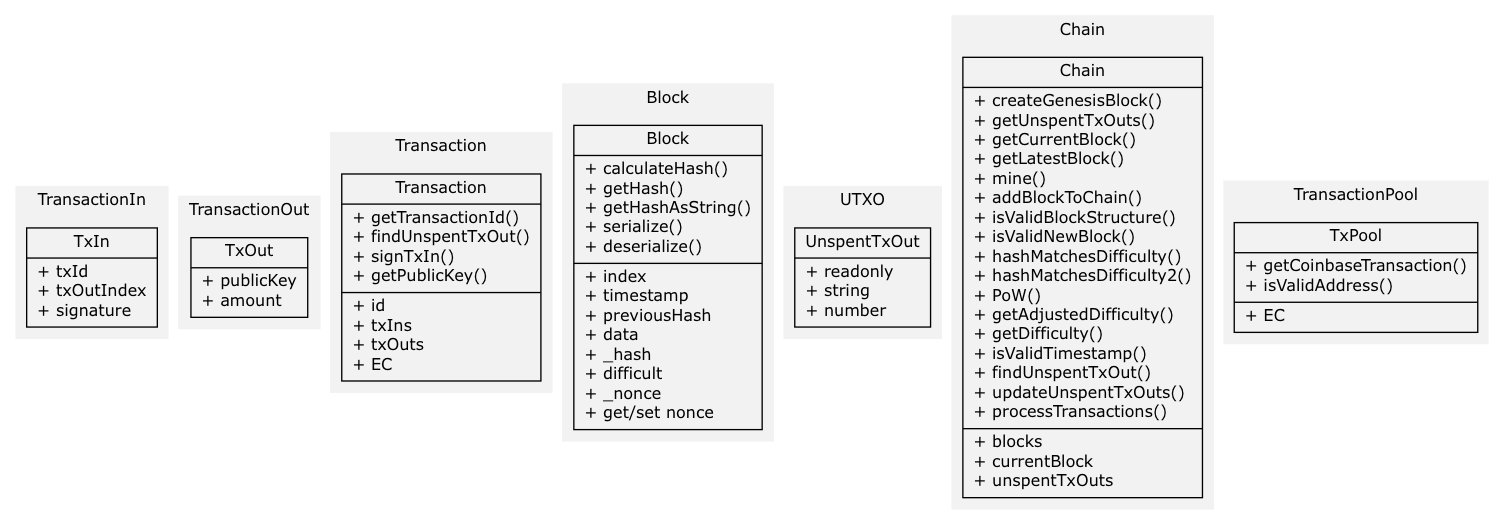 TransactionIn
TxIn
+ txId
+ txOutIndex
+ signature
TransactionOut
TxOut
+ publicKey
+ amount
Transaction
Transaction
+ getTransactionId()
+ findUnspentTxOut()
+ signTxIn()
+ getPublicKey()
+ id
+ txIns
+ txOuts
+ EC
Block
Block
+ calculateHash()
+ getHash()
+ getHashAsString()
+ serialize()
+ deserialize()
+ index
+ timestamp
+ previousHash
+ data
+ _hash
+ difficult
+ _nonce
+ get/set nonce
UTXO
UnspentTxOut
+ readonly
+ string
+ number
Chain
Chain
+ createGenesisBlock()
+ getUnspentTxOuts()
+ getCurrentBlock()
+ getLatestBlock()
+ mine()
+ addBlockToChain()
+ isValidBlockStructure()
+ isValidNewBlock()
+ hashMatchesDifficulty()
+ hashMatchesDifficulty2()
+ PoW()
+ getAdjustedDifficulty()
+ getDifficulty()
+ isValidTimestamp()
+ findUnspentTxOut()
+ updateUnspentTxOuts()
+ processTransactions()
+ blocks
+ currentBlock
+ unspentTxOuts
TransactionPool
TxPool
+ getCoinbaseTransaction()
+ isValidAddress()
+ EC